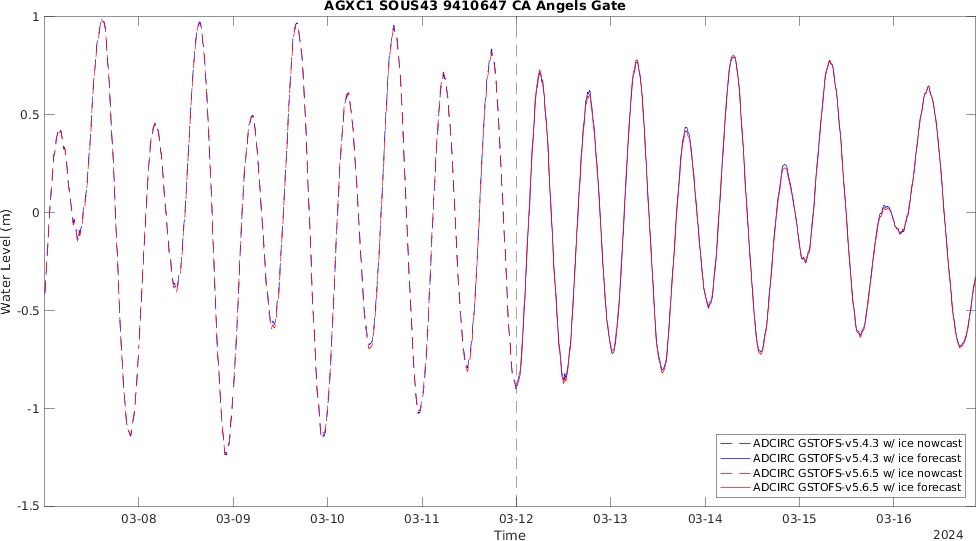 AGXC1 SOUS43 9410647 CA Angels Gate
Water Level (m)
1
0.5
0
-0.5
-1
-1.5
03-08
03-09
03-10
03-11
03-12
03-13
03-14
03-15
03-16
Time
2024
ADCIRC GSTOFS-v5.4.3 w/ ice nowcast
ADCIRC GSTOFS-v5.4.3 w/ ice forecast
ADCIRC GSTOFS-v5.6.5 w/ ice nowcast
ADCIRC GSTOFS-v5.6.5 w/ ice forecast